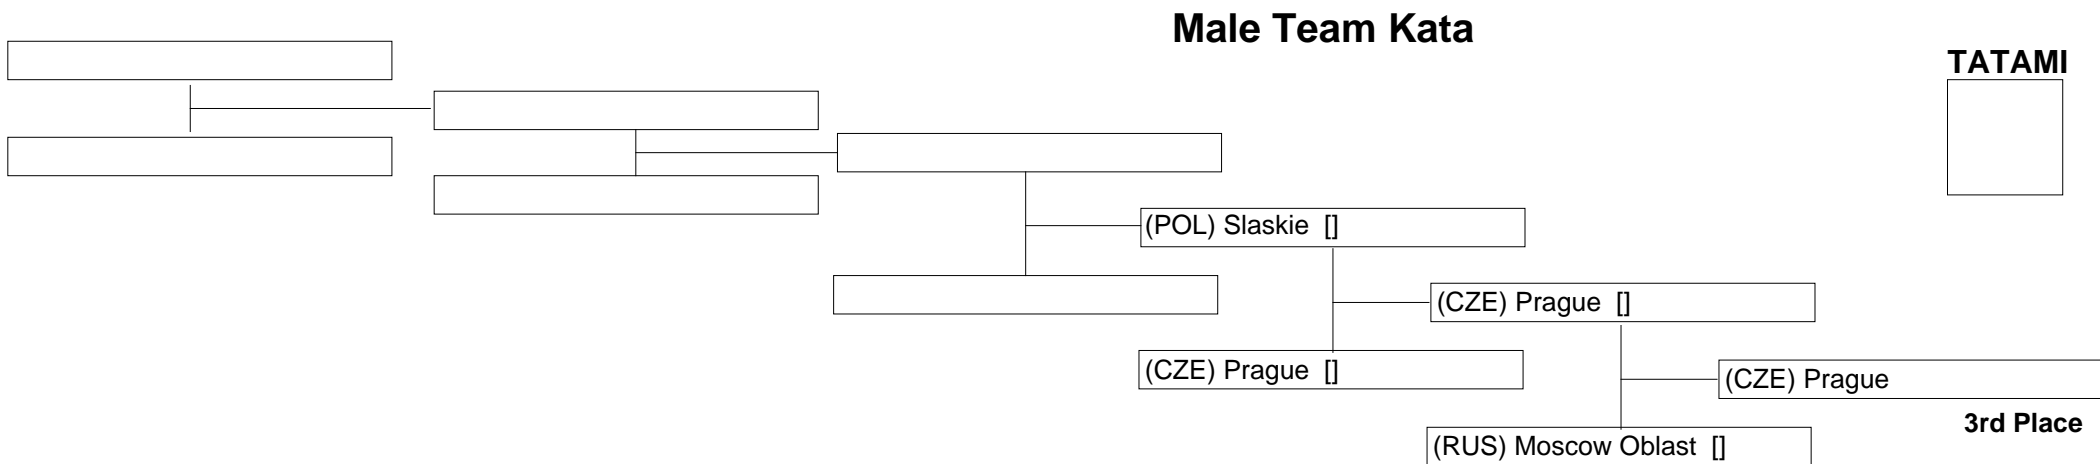 Male Team Kata
TATAMI
(POL) Slaskie []
(CZE) Prague []
(CZE) Prague []
(CZE) Prague
3rd Place
(RUS) Moscow Oblast []